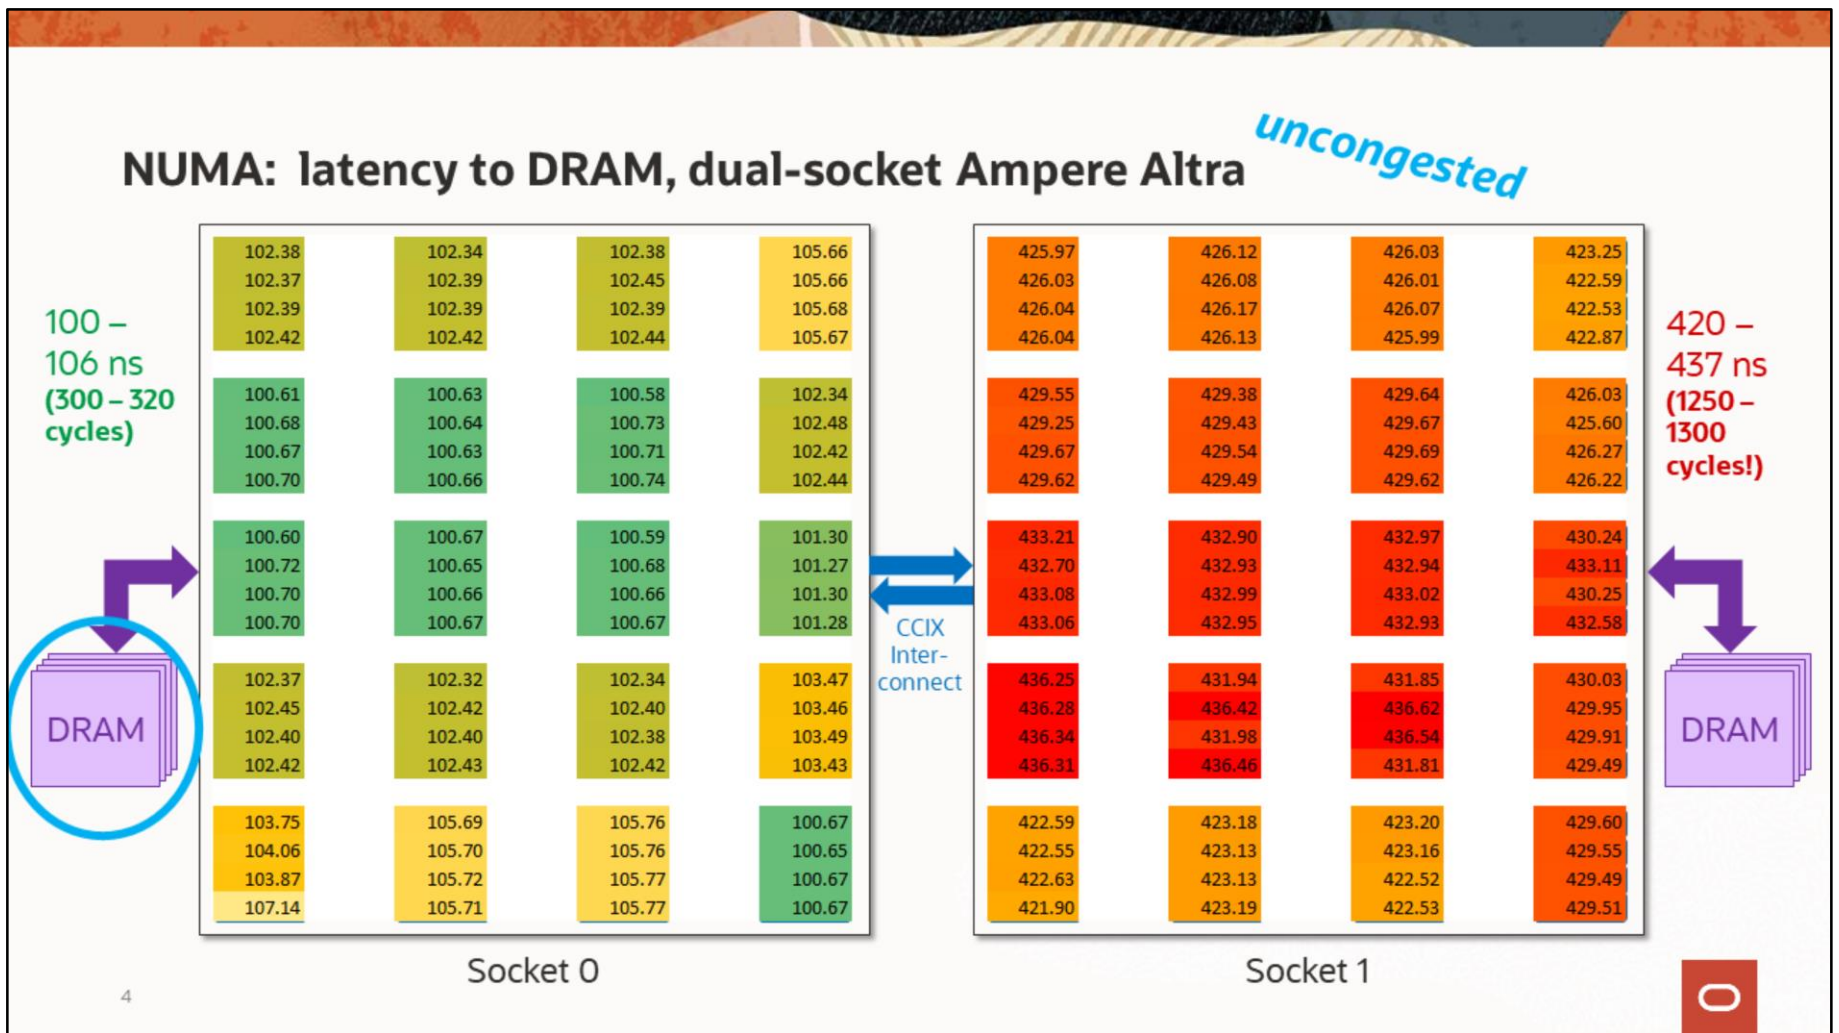 uncongested
NUMA: latency to DRAM, dual-socket Ampere Altra
100 –
106 ns
(300 – 320
cycles)
DRAM
102.38 102.34 102.38 105.66
102.37 102.39 102.45 105.66
102.39 102.39 102.39 105.68
102.42 102.42 102.44 105.67
100.61 100.63 100.58 102.34
100.68 100.64 100.73 102.48
100.67 100.63 100.71 102.42
100.70 100.66 100.74 102.44
100.60 100.67 100.59 101.30
100.72 100.65 100.68 101.27
100.70 100.66 100.66 101.30
100.70 100.67 100.67 101.28
102.37 102.32 102.34 103.47
102.45 102.42 102.40 103.46
102.40 102.40 102.38 103.49
102.42 102.43 102.42 103.43
103.75 105.69 105.76 100.67
104.06 105.70 105.76 100.65
103.87 105.72 105.77 100.67
107.14 105.71 105.77 100.67
Socket 0
CCIX
Inter-
connect
425.97 426.12 426.03 423.25
426.03 426.08 426.01 422.59
426.04 426.17 426.07 422.53
426.04 426.13 425.99 422.87
429.55 429.38 429.64 426.03
429.25 429.43 429.67 425.60
429.67 429.54 429.69 426.27
429.62 429.49 429.62 426.22
433.21 432.90 432.97 430.24
432.70 432.93 432.94 433.11
433.08 432.99 433.02 430.25
433.06 432.95 432.93 432.58
436.25 431.94 431.85 430.03
436.28 436.42 436.62 429.95
436.34 431.98 436.54 429.91
436.31 436.46 431.81 429.49
422.59 423.18 423.20 429.60
422.55 423.13 423.16 429.55
422.63 423.13 422.52 429.49
421.90 423.19 422.53 429.51
Socket 1
420 –
437 ns
(1250 –
1300
cycles!)
DRAM
4